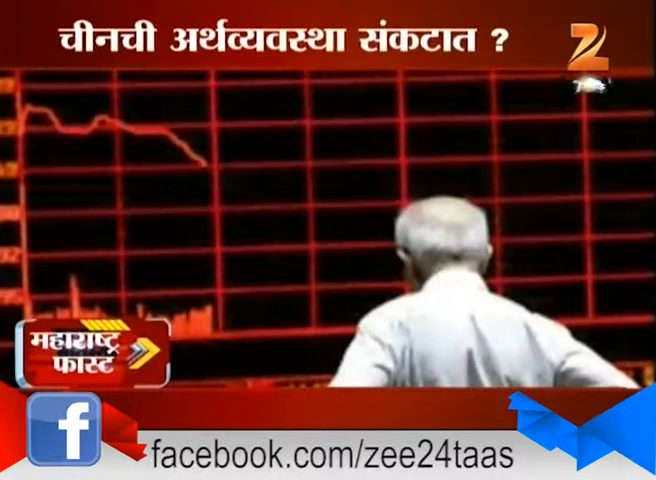 चीनची अर्थव्यवस्था संकटात ?
महाराष्ट्र
फास्ट
facebook.com/zee24taas